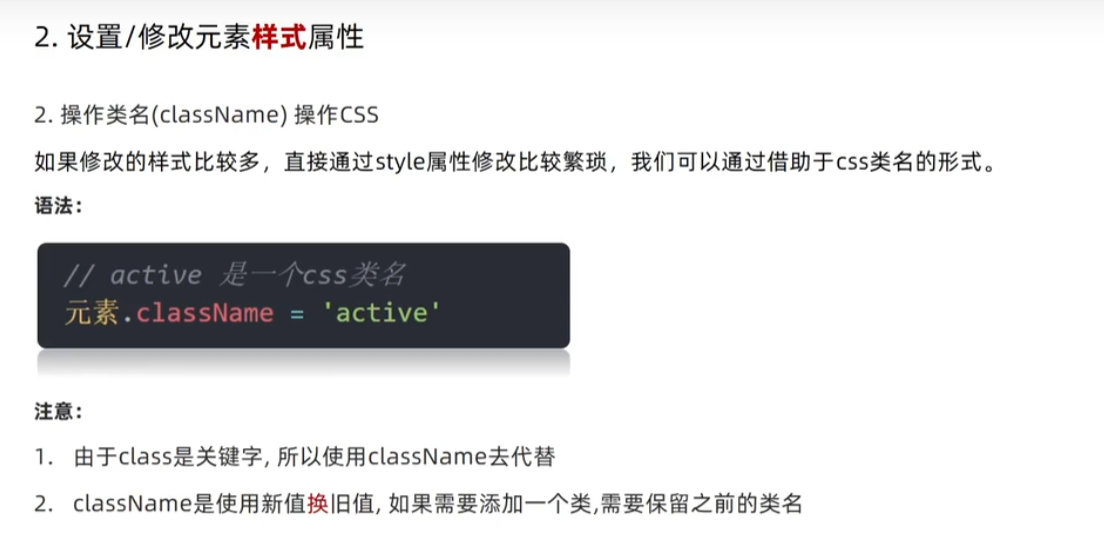 2. 设置/修改元素样式属性
2. 操作类名(className) 操作CSS
如果修改的样式比较多，直接通过style属性修改比较繁琐，我们可以通过借助于css类名的形式。
语法：
// active 是一个css类名
元素.className = 'active'
注意：
1. 由于class是关键字, 所以使用className去代替
2. className是使用新值换旧值, 如果需要添加一个类,需要保留之前的类名